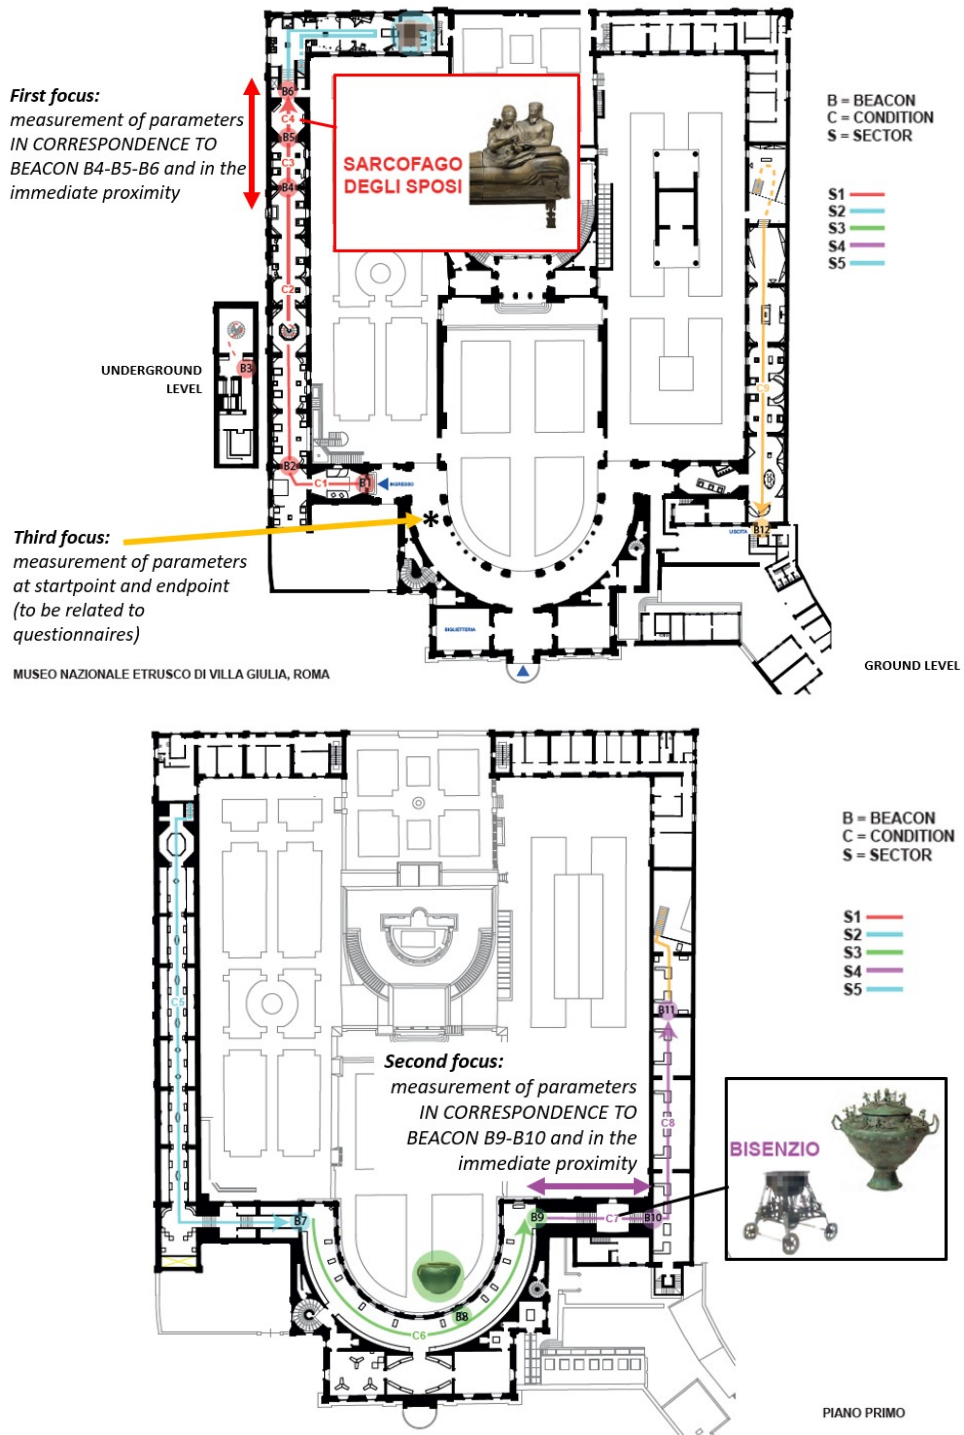 First focus:
measurement of parameters
IN CORRESPONDENCE TO
BEACON B4-B5-B6 and in the
immediate proximity
B6
C4
B5
C3
B4
SARCOFAGO
DEGLI SPOSI
B = BEACON
C = CONDITION
S = SECTOR
S1
S2
S3
S4
S5
C2
UNDERGROUND
LEVEL
B3
C9
B2
C1
B1
INGRESSO
Third focus:
measurement of parameters
at startpoint and endpoint
(to be related to
questionnaires)
*
USCITA
B12
BIGLIETTERIA
MUSEO NAZIONALE ETRUSCO DI VILLA GIULIA, ROMA
GROUND LEVEL
B = BEACON
C = CONDITION
S = SECTOR
S1
S2
S3
S4
S5
C5
B11
Second focus:
measurement of parameters
IN CORRESPONDENCE TO
BEACON B9-B10 and in the
immediate proximity
C8
BISENZIO
B7
B9
C7
B10
B8
C6
PIANO PRIMO